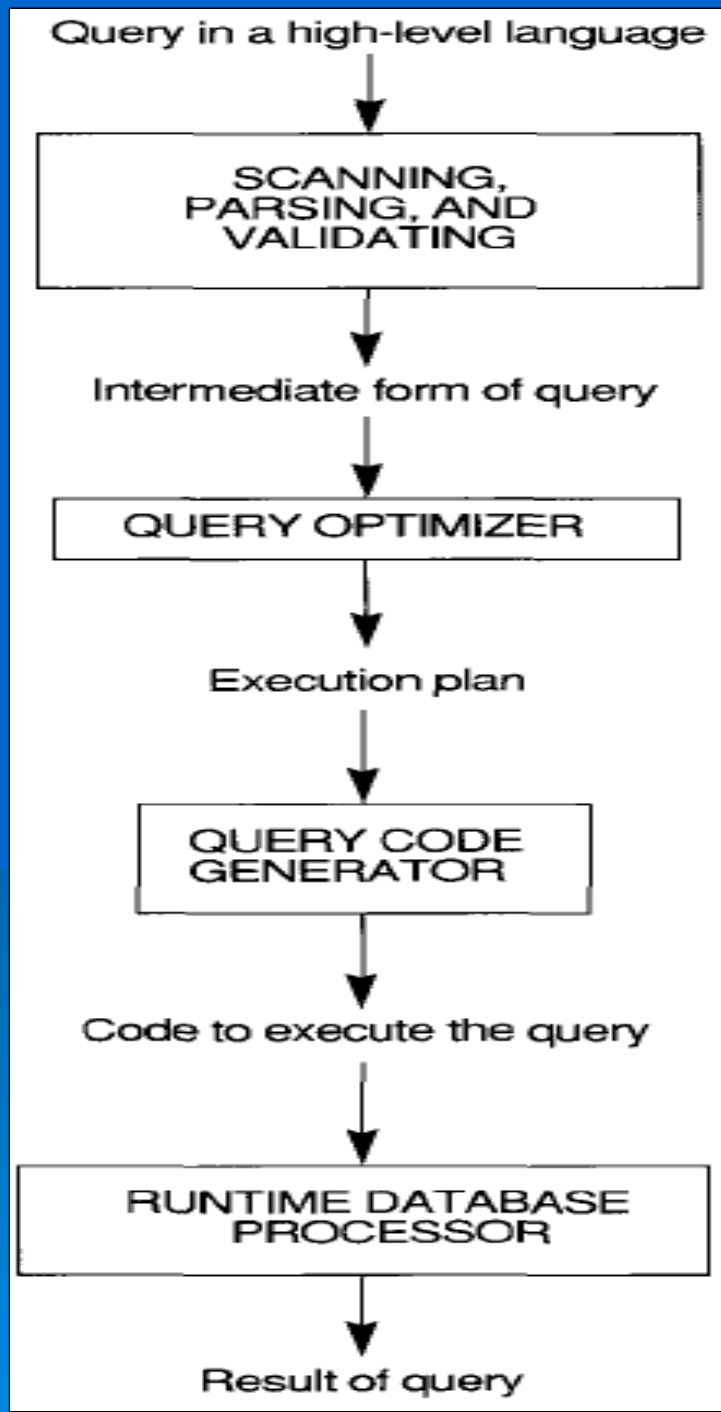 Query in a high-level language
SCANNING,
PARSING, AND
VALIDATING
Intermediate form of query
QUERY OPTIMIZER
Execution plan
QUERY CODE
GENERATOR
Code to execute the query
RUNTIME DATABASE
PROCESSOR
Result of query